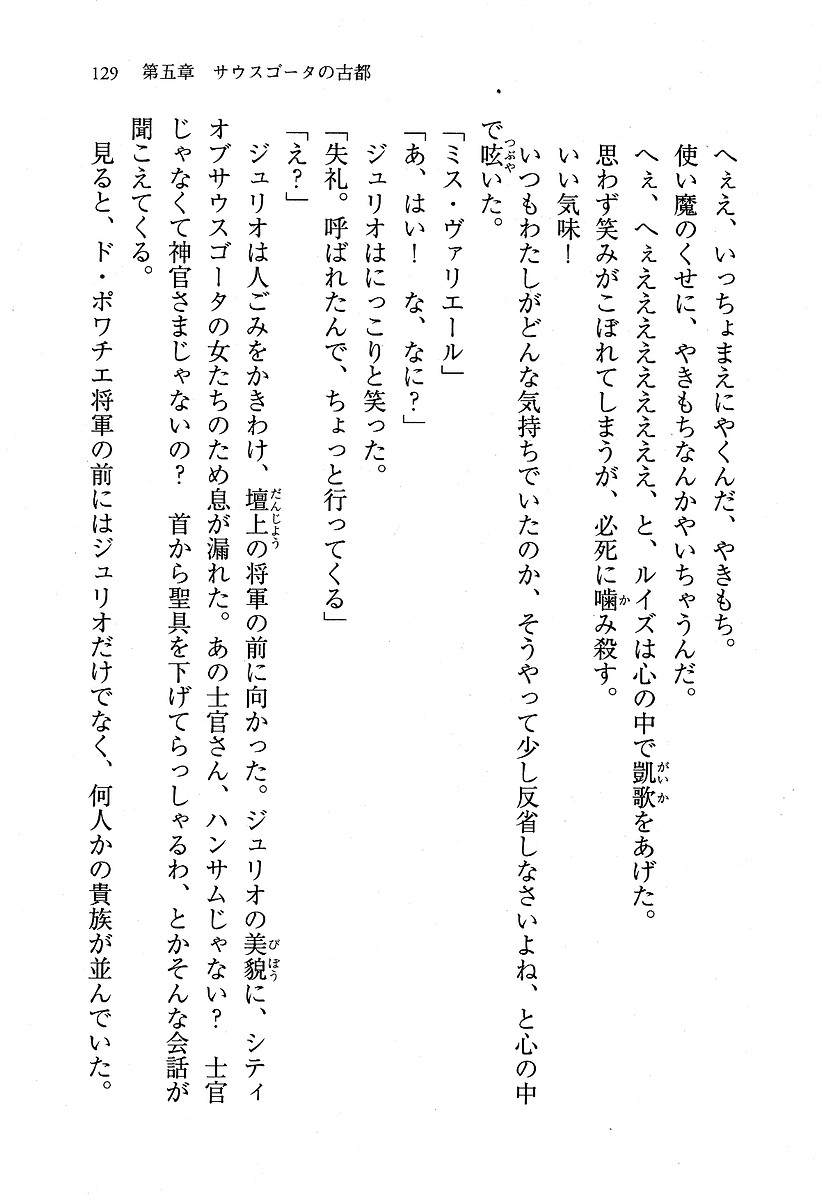 129　第五章　サウスゴータの古都
へぇえ、いっちょまえにやくんだ、やきもち。
使い魔のくせに、やきもちなんかやいちゃうんだ。
へぇ、へぇえええええええ、と、ルイズは心の中で凱歌をあげた。
思わず笑みがこぼれてしまうが、必死に噛み殺す。
いい気味！
いつもわたしがどんな気持ちでいたのか、そうやって少し反省しなさいよね、と心の中
で呟いた。
「ミス・ヴァリエール」
「あ、はい！　な、なに？」
ジュリオはにっこりと笑った。
「失礼。呼ばれたんで、ちょっと行ってくる」
「え？」
ジュリオは人ごみをかきわけ、壇上の将軍の前に向かった。ジュリオの美貌に、シティ
オブサウスゴータの女たちのため息が漏れた。あの士官さん、ハンサムじゃない？　士官
じゃなくて神官さまじゃないの？　首から聖具を下げてらっしゃるわ、とかそんな会話が
聞こえてくる。
見ると、ド・ポワチエ将軍の前にはジュリオだけでなく、何人かの貴族が並んでいた。